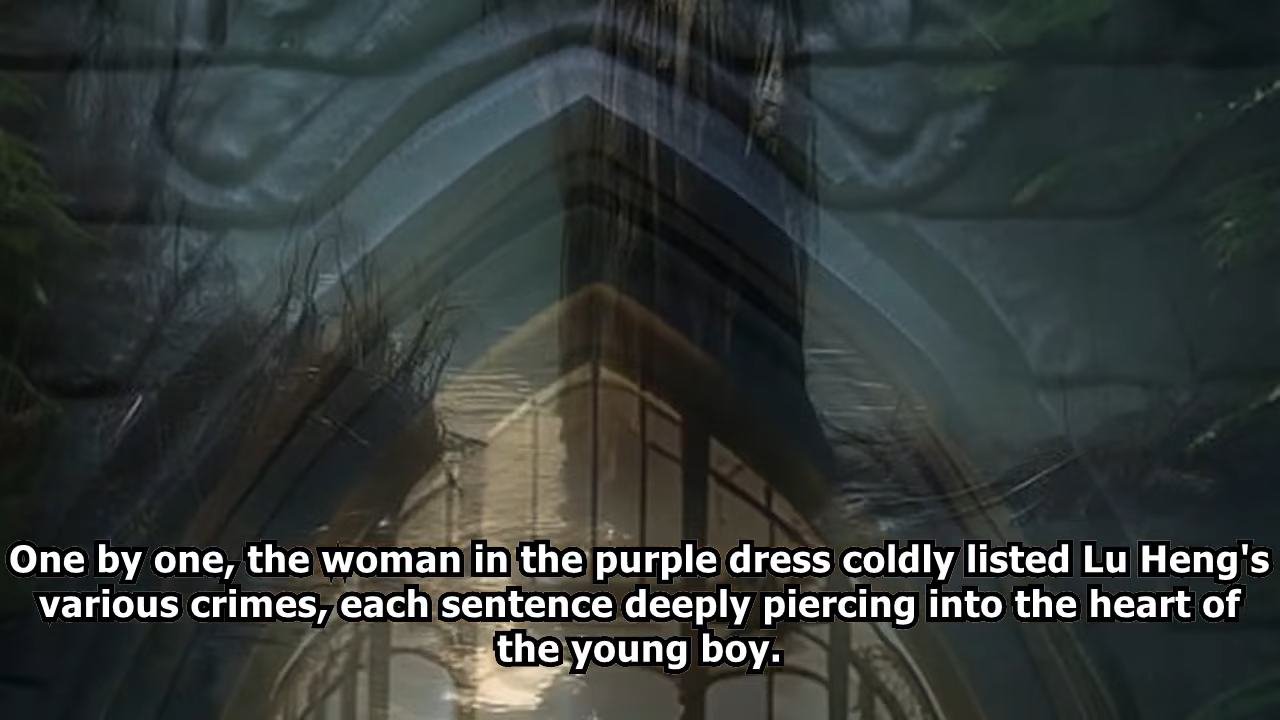 One by one, the woman in the purple dress coldly listed Lu Heng's
various crimes, each sentence deeply piercing into the heart of
the young boy.